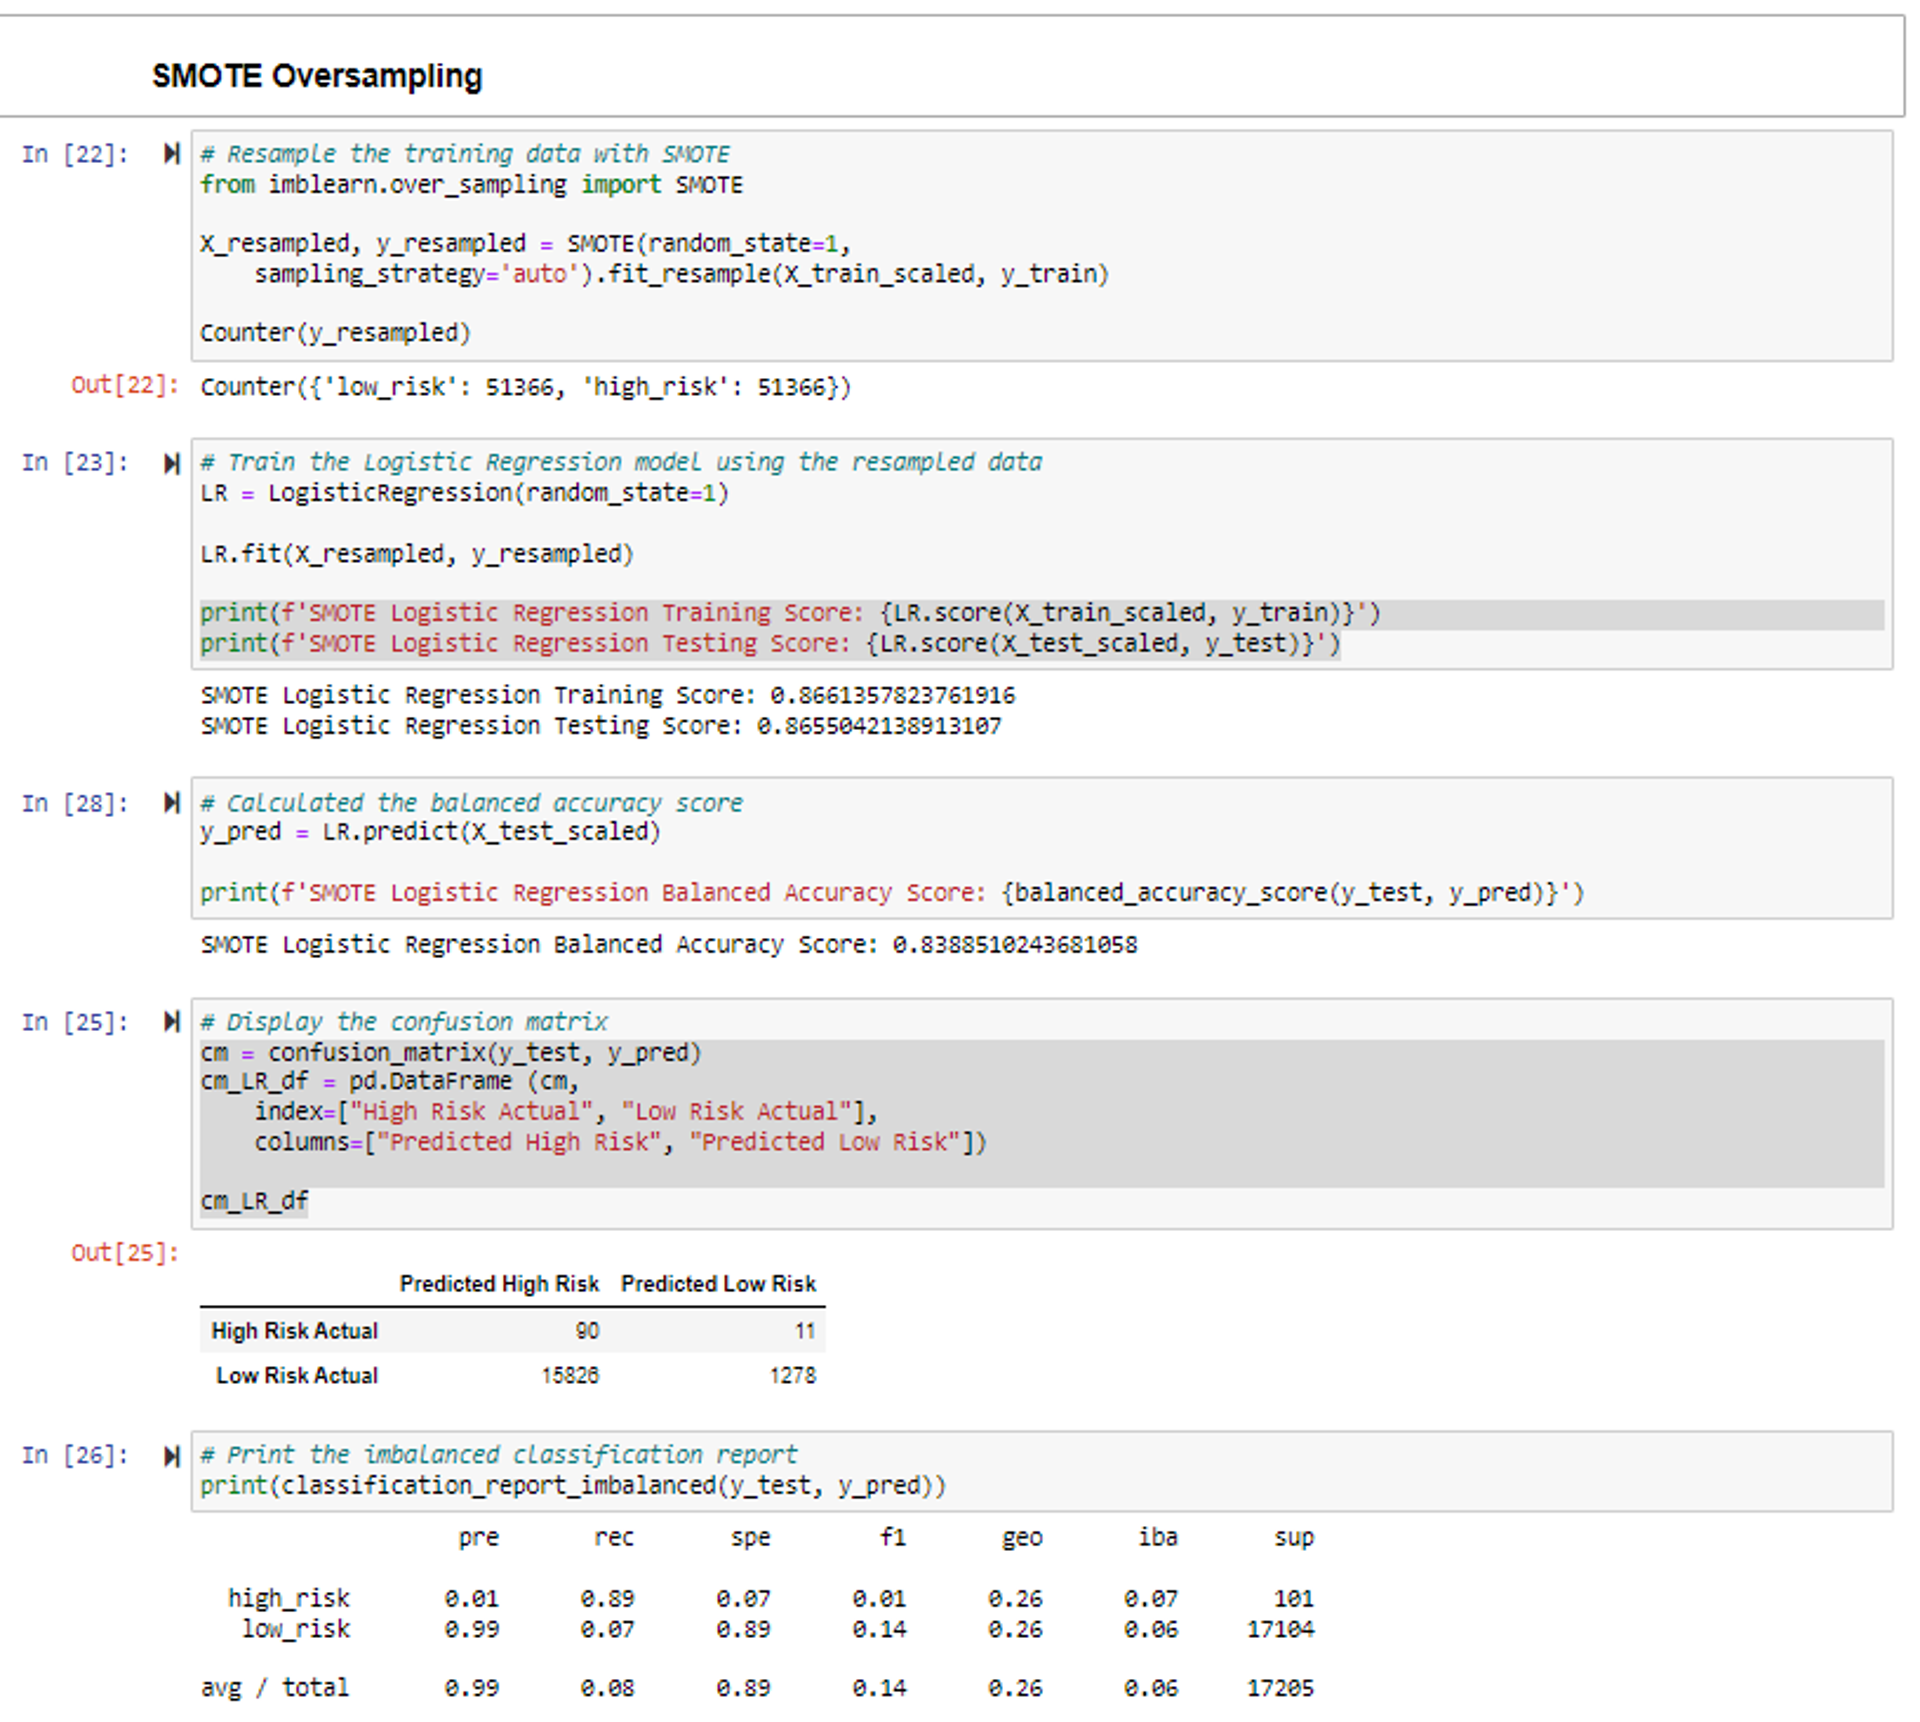 SMOTE Oversampling
In [22]:
# Resample the training data with SMOTE
from imblearn.over_sampling import SMOTE
X_resampled, y_resampled = SMOTE(random_state=1,
    sampling_strategy='auto').fit_resample(X_train_scaled, y_train)
Counter(y_resampled)
Out[22]: Counter({'low_risk': 51366, 'high_risk': 51366})
In [23]:
# Train the Logistic Regression model using the resampled data
LR = LogisticRegression(random_state=1)
LR.fit(X_resampled, y_resampled)
print(f'SMOTE Logistic Regression Training Score: {LR.score(X_train_scaled, y_train)}')
print(f'SMOTE Logistic Regression Testing Score: {LR.score(X_test_scaled, y_test)}')
SMOTE Logistic Regression Training Score: 0.8661357823761916
SMOTE Logistic Regression Testing Score: 0.8655042138913107
In [28]:
# Calculated the balanced accuracy score
y_pred = LR.predict(X_test_scaled)
print(f'SMOTE Logistic Regression Balanced Accuracy Score: {balanced_accuracy_score(y_test, y_pred)}')
SMOTE Logistic Regression Balanced Accuracy Score: 0.8388510243681058
In [25]:
# Display the confusion matrix
cm = confusion_matrix(y_test, y_pred)
cm_LR_df = pd.DataFrame (cm,
    index=["High Risk Actual", "Low Risk Actual"],
    columns=["Predicted High Risk", "Predicted Low Risk"])
cm_LR_df
Out[25]:
Predicted High Risk Predicted Low Risk
High Risk Actual 90 11
Low Risk Actual 15826 1278
In [26]:
# Print the imbalanced classification report
print(classification_report_imbalanced(y_test, y_pred))
pre rec spe f1 geo iba sup
high_risk 0.01 0.89 0.07 0.01 0.26 0.07 101
low_risk 0.99 0.07 0.89 0.14 0.26 0.06 17104
avg / total 0.99 0.08 0.89 0.14 0.26 0.06 17205